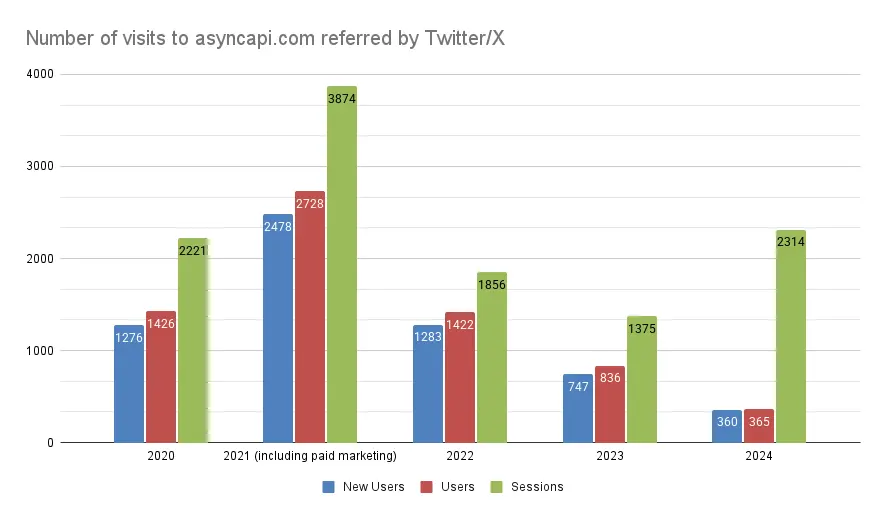 Number of visits to asyncapi.com referred by Twitter/X
4000
3000
2000
1000
0
1276 1426 2221
2478 2728 3874
1283 1422 1856
747 836 1375
360 365 2314
2020 2021 (including paid marketing) 2022 2023 2024
New Users Users Sessions